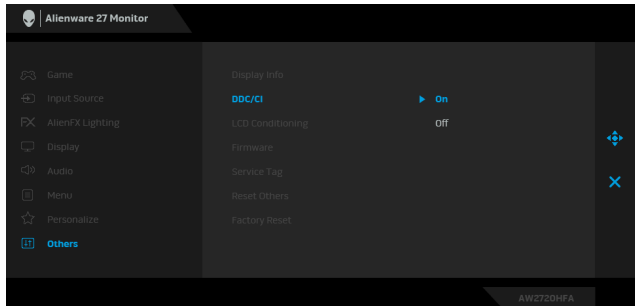 Alienware 27 Monitor
Game
Input Source
FX AlienFX Lighting
Display
Audio
Menu
Personalize
Others
Display Info
DDC/CI
On
Off
LCD Conditioning
Firmware
Service Tag
Reset Others
Factory Reset
AW2720HFA